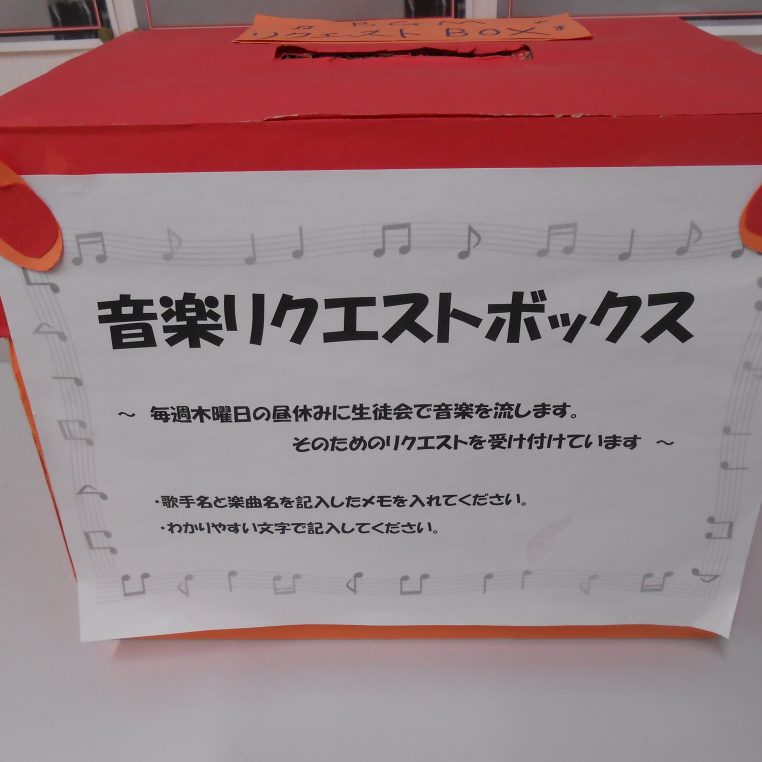 ♫ BGM ♪
リクエストBOX♪
音楽リクエストボックス
～ 毎週木曜日の昼休みに生徒会で音楽を流します。
そのためのリクエストを受け付けています ～
・歌手名と楽曲名を記入したメモを入れてください。
・わかりやすい文字で記入してください。